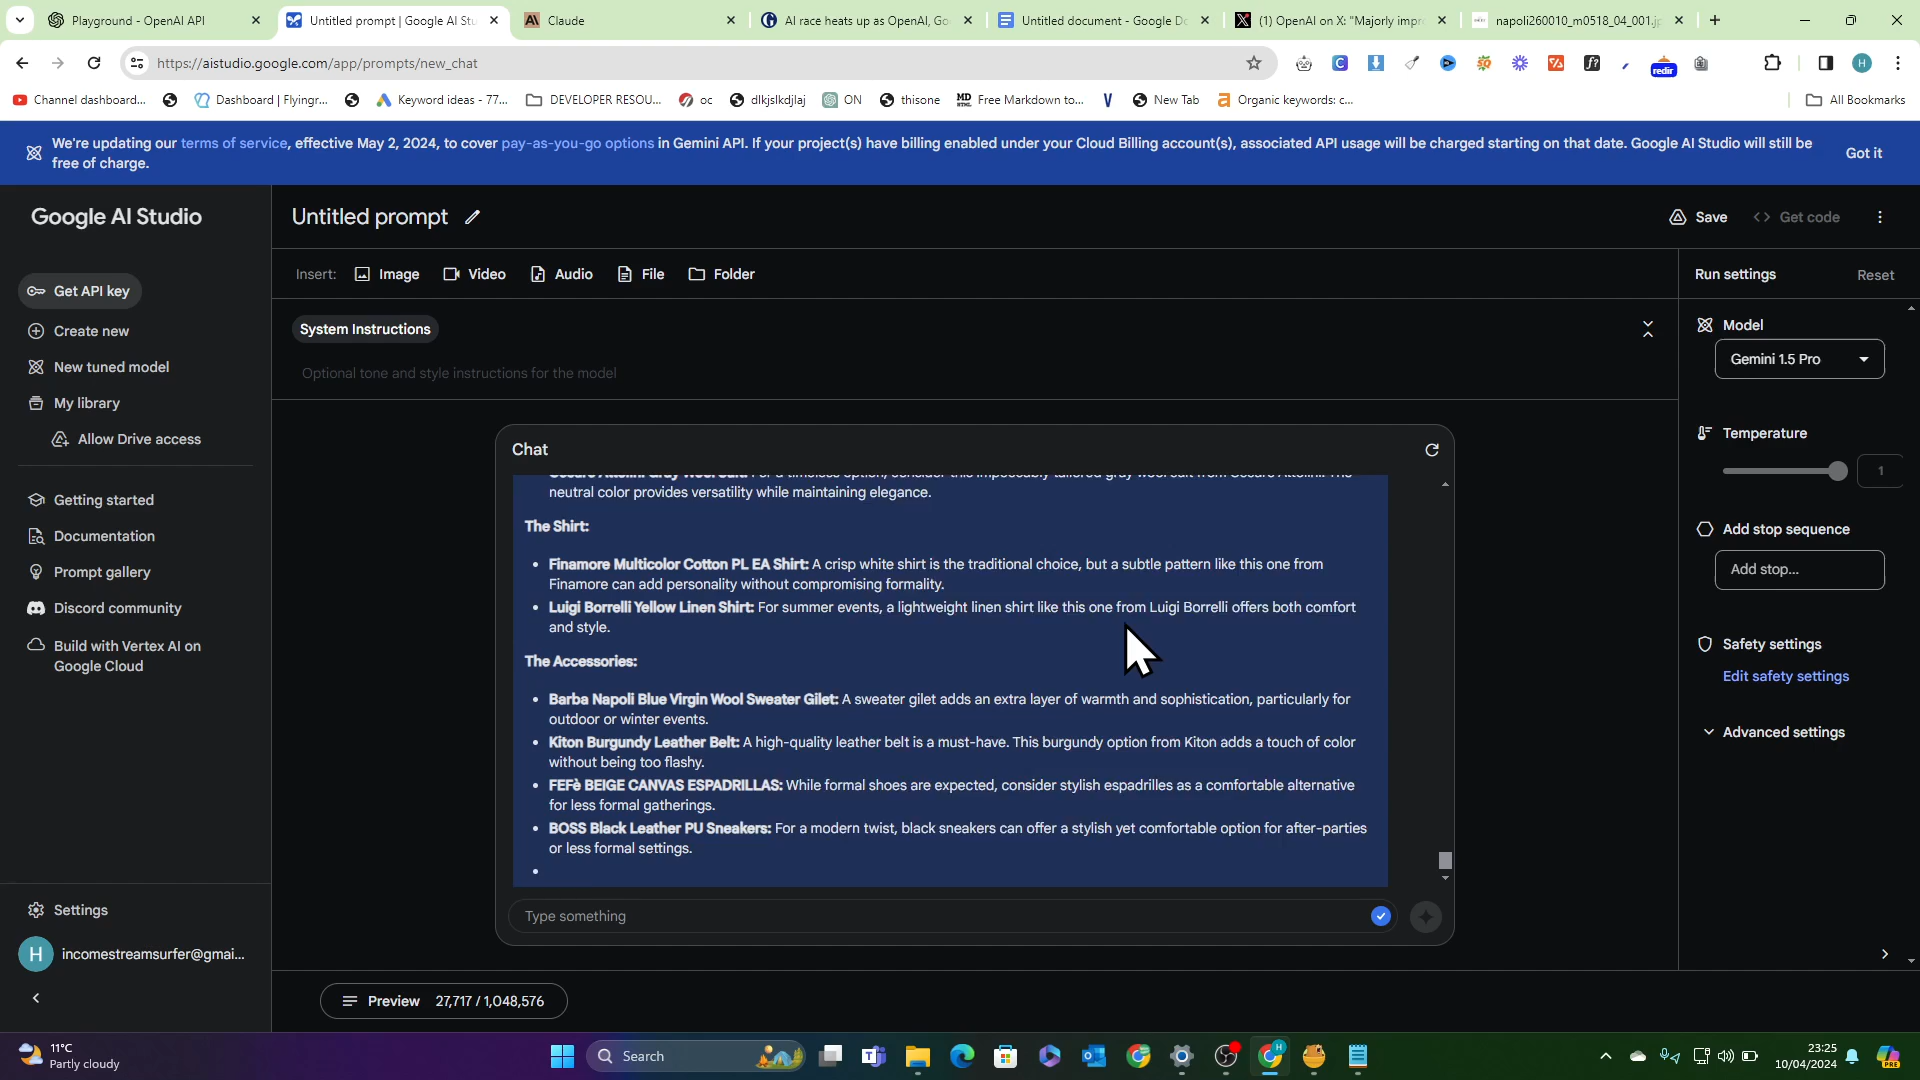 Playground - OpenAI API
Untitled prompt | Google AI Stu
Claude
AI race heats up as OpenAI, Go
Untitled document - Google Do
(1) OpenAI on X: "Majorly impr
napoli260010_m0518_04_001.jp
https://aistudio.google.com/app/prompts/new_chat
redir
Channel dashboard...
Dashboard | Flyingr...
Keyword ideas - 77...
DEVELOPER RESOU...
oc
dlkjslkdjlaj
ON
thisone
Free Markdown to...
New Tab
Organic keywords: c...
All Bookmarks
We're updating our terms of service, effective May 2, 2024, to cover pay-as-you-go options in Gemini API. If your project(s) have billing enabled under your Cloud Billing account(s), associated API usage will be charged starting on that date. Google AI Studio will still be
free of charge.
Got it
Google AI Studio
Untitled prompt
Save
<> Get code
Get API key
Create new
New tuned model
My library
Allow Drive access
Getting started
Documentation
Prompt gallery
Discord community
Build with Vertex AI on
Google Cloud
Settings
H
incomestreamsurfer@gmai...
Insert:
Image
Video
Audio
File
Folder
System Instructions
Optional tone and style instructions for the model
Chat
neutral color provides versatility while maintaining elegance.
The Shirt:
• Finamore Multicolor Cotton PL EA Shirt: A crisp white shirt is the traditional choice, but a subtle pattern like this one from
Finamore can add personality without compromising formality.
• Luigi Borrelli Yellow Linen Shirt: For summer events, a lightweight linen shirt like this one from Luigi Borrelli offers both comfort
and style.
The Accessories:
• Barba Napoli Blue Virgin Wool Sweater Gilet: A sweater gilet adds an extra layer of warmth and sophistication, particularly for
outdoor or winter events.
• Kiton Burgundy Leather Belt: A high-quality leather belt is a must-have. This burgundy option from Kiton adds a touch of color
without being too flashy.
• FEFè BEIGE CANVAS ESPADRILLAS: While formal shoes are expected, consider stylish espadrilles as a comfortable alternative
for less formal gatherings.
• BOSS Black Leather PU Sneakers: For a modern twist, black sneakers can offer a stylish yet comfortable option for after-parties
or less formal settings.
•
Type something
Preview 27,717 / 1,048,576
Run settings
Reset
Model
Gemini 1.5 Pro
Temperature
1
Add stop sequence
Add stop...
Safety settings
Edit safety settings
Advanced settings
11°C
Partly cloudy
Search
23:25
10/04/2024
PRE